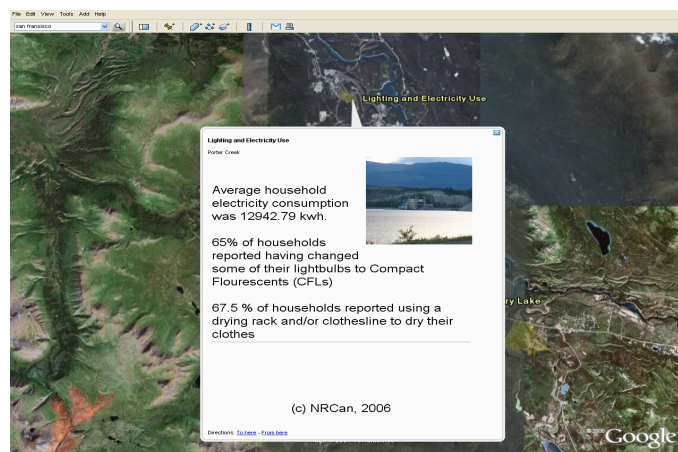 File Edit View Tools Add Help
san fransisco
Lighting and Electricity Use
Lighting and Electricity Use
Porter Creek
Average household
electricity consumption
was 12942.79 kwh.
65% of households
reported having changed
some of their lightbulbs to Compact
Flourescents (CFLs)
67.5 % of households reported using a
drying rack and/or clothesline to dry their
clothes
ry Lake
(c) NRCan, 2006
Directions: To here - From here
Google